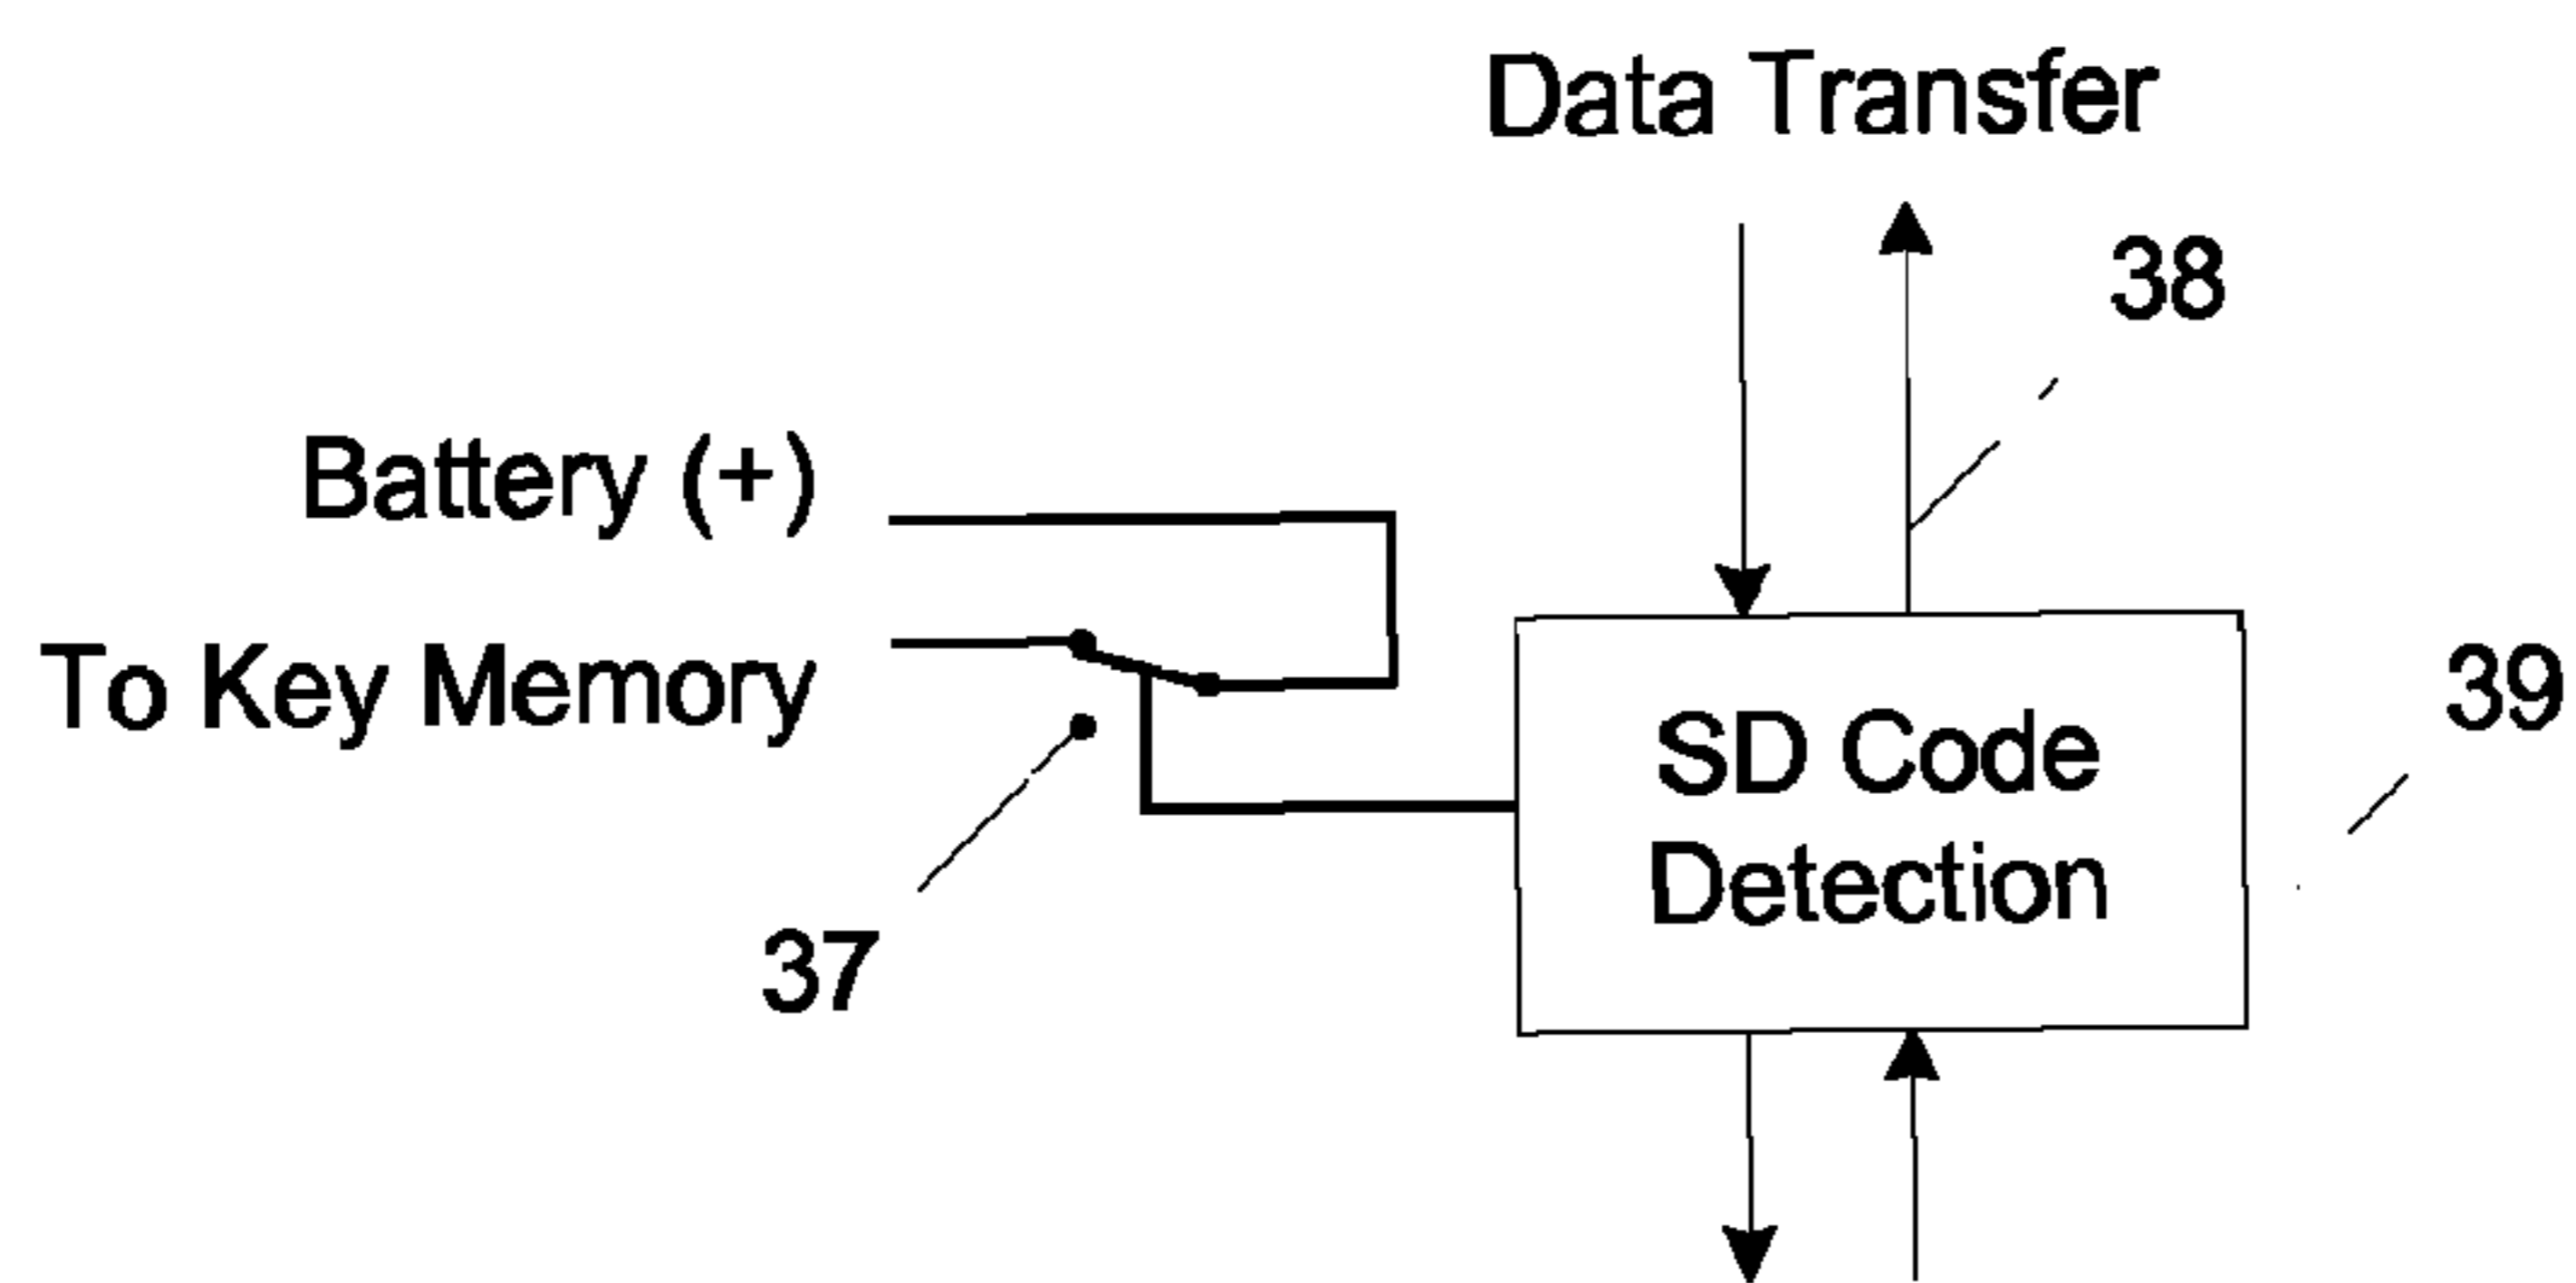 Data Transfer
38
Battery (+)
To Key Memory
39
SD Code
Detection
37